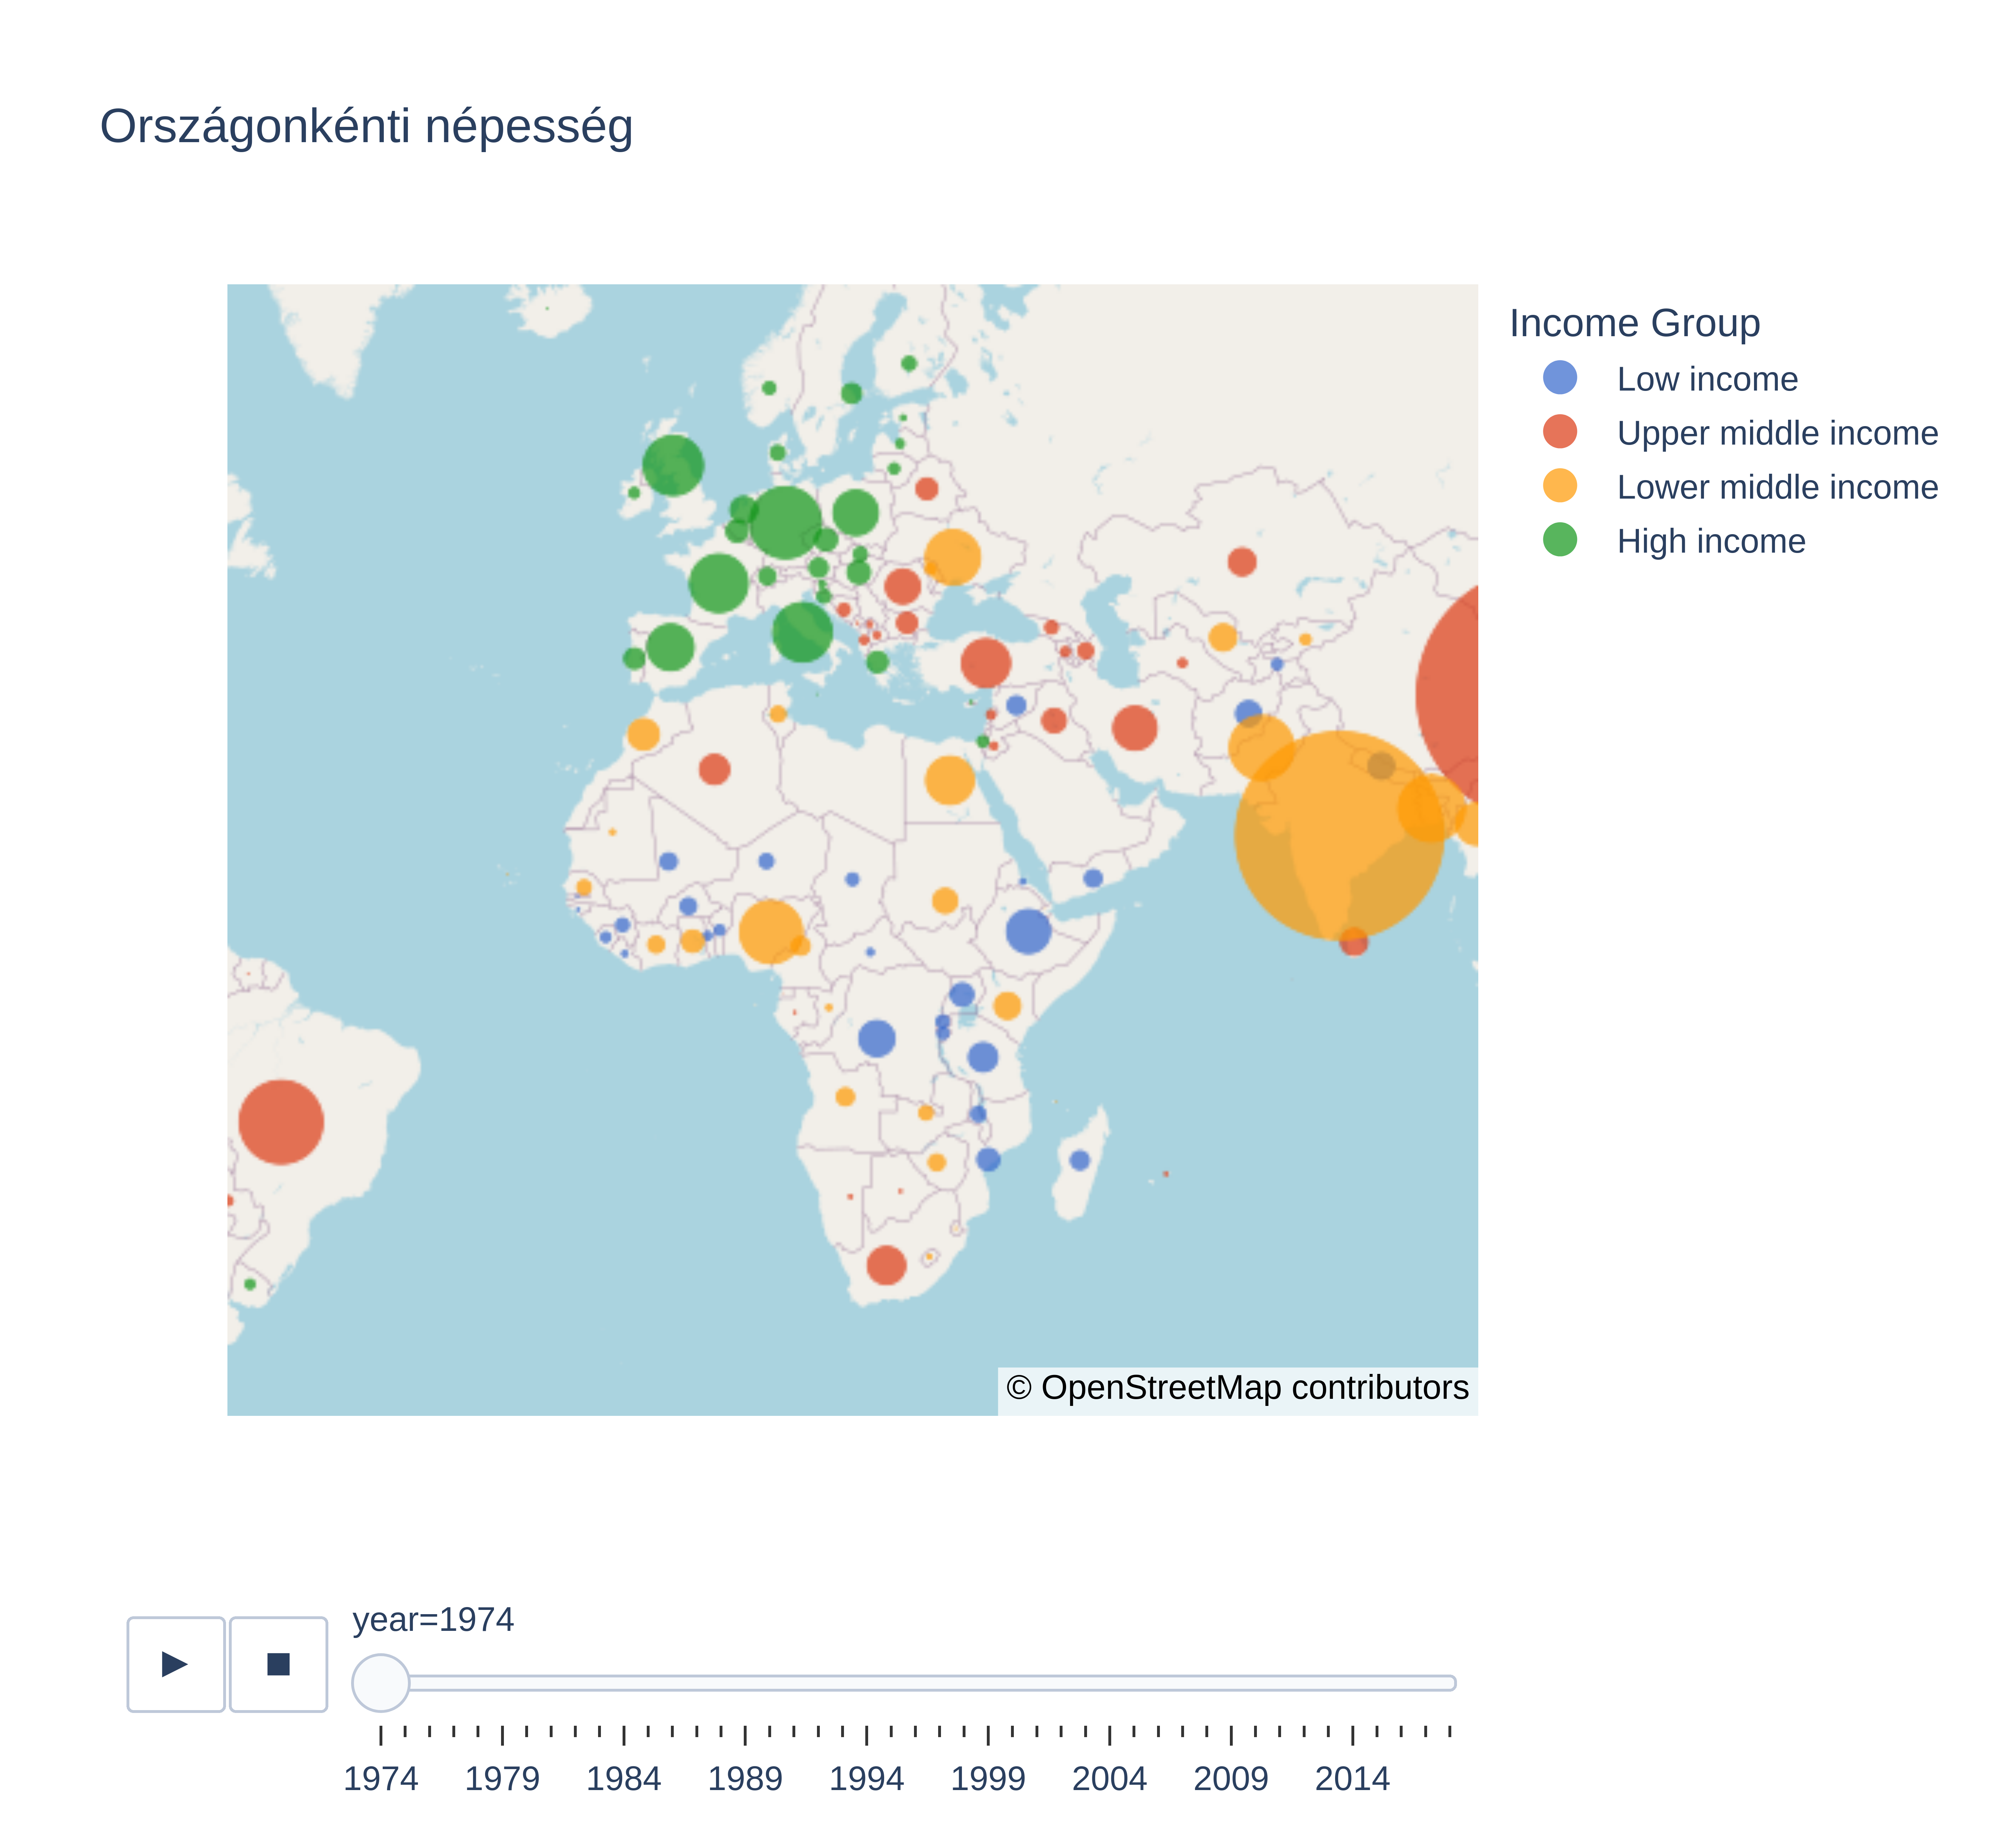 Országonkénti népesség
Income Group
Low income
Upper middle income
Lower middle income
High income
© OpenStreetMap contributors
year=1974
1974 1979 1984 1989 1994 1999 2004 2009 2014